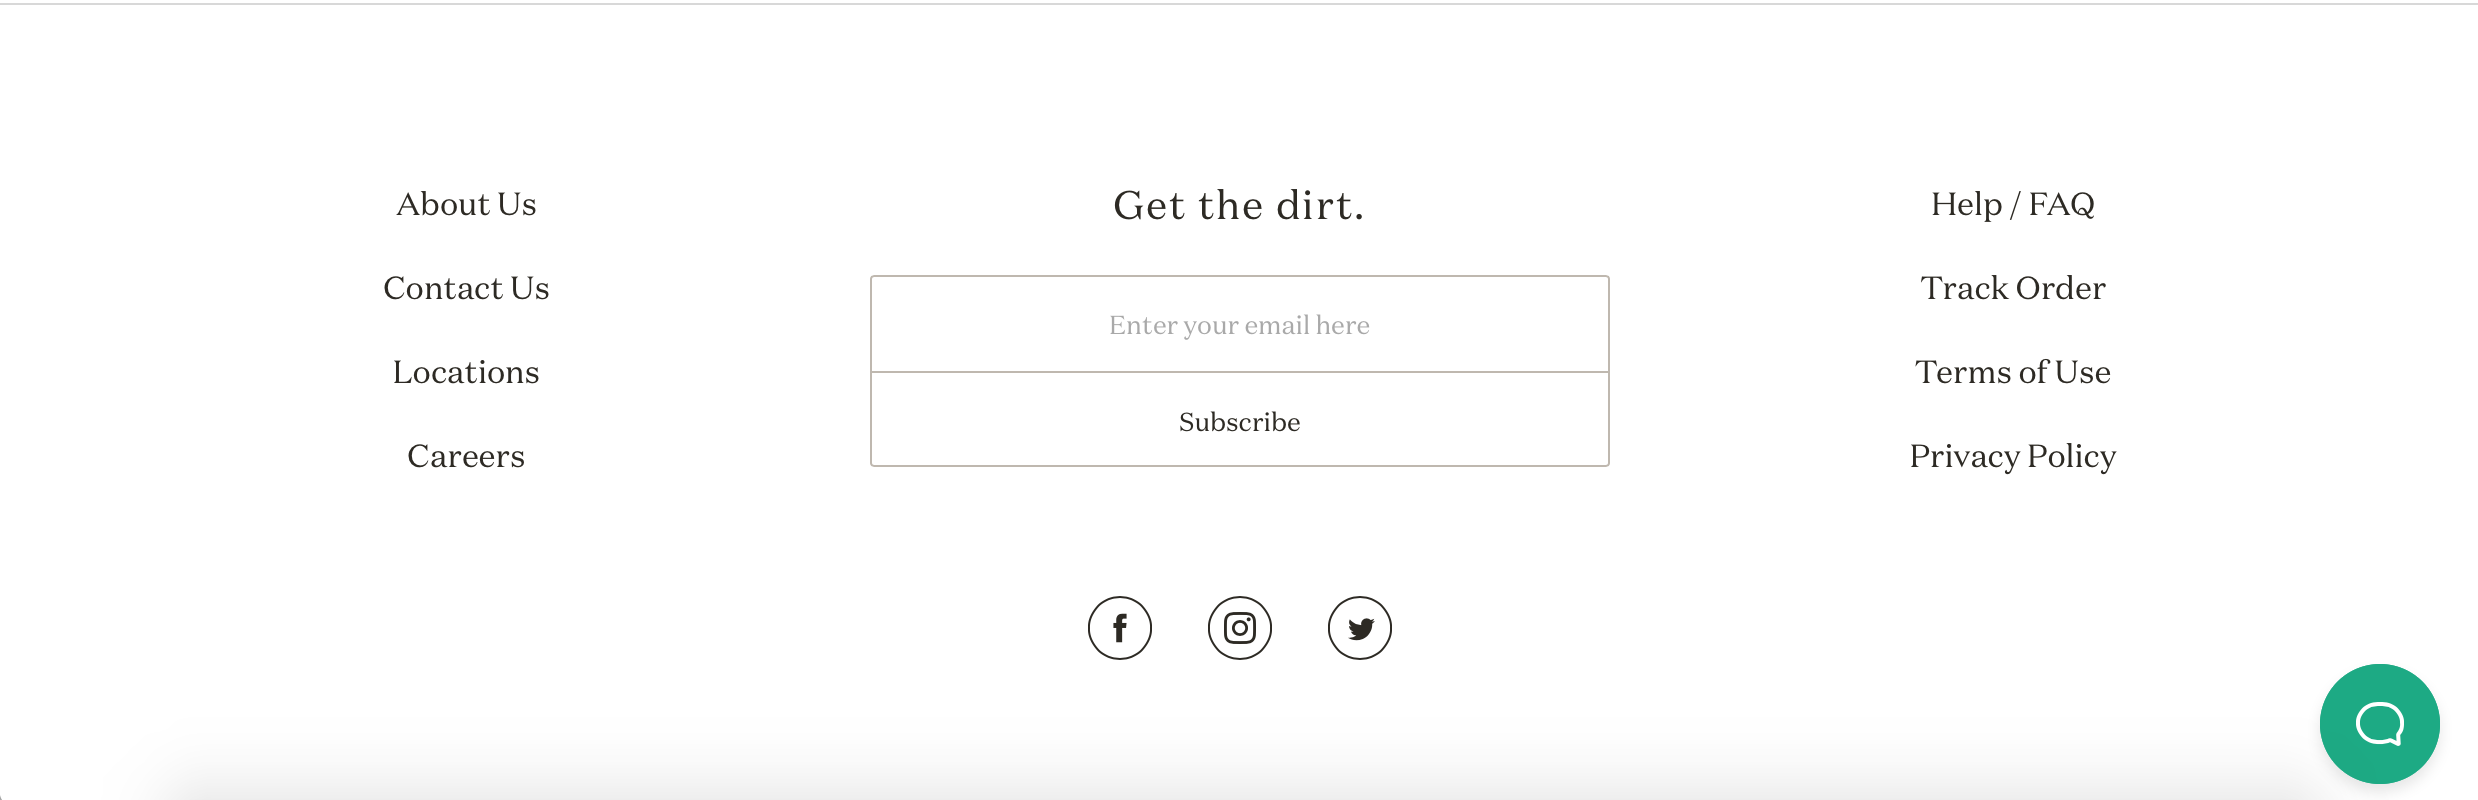 About Us
Contact Us
Locations
Careers
Get the dirt.
Enter your email here
Subscribe
Help / FAQ
Track Order
Terms of Use
Privacy Policy